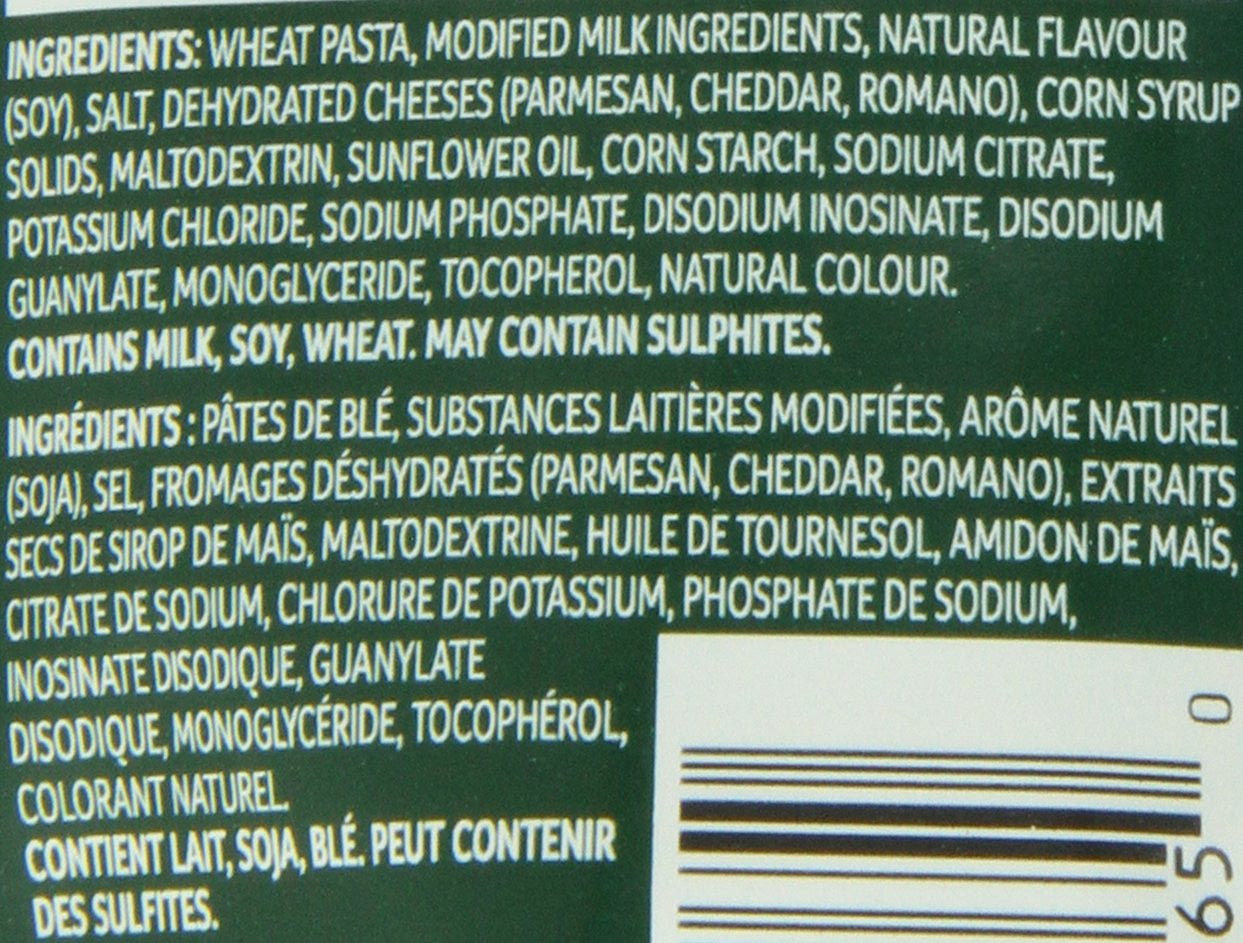 INGREDIENTS: WHEAT PASTA, MODIFIED MILK INGREDIENTS, NATURAL FLAVOUR
(SOY), SALT, DEHYDRATED CHEESES (PARMESAN, CHEDDAR, ROMANO), CORN SYRUP
SOLIDS, MALTODEXTRIN, SUNFLOWER OIL, CORN STARCH, SODIUM CITRATE,
POTASSIUM CHLORIDE, SODIUM PHOSPHATE, DISODIUM INOSINATE, DISODIUM
GUANYLATE, MONOGLYCERIDE, TOCOPHEROL, NATURAL COLOUR.
CONTAINS MILK, SOY, WHEAT. MAY CONTAIN SULPHITES.
INGRÉDIENTS : PÂTES DE BLÉ, SUBSTANCES LAITIÈRES MODIFIÉES, ARÔME NATUREL
(SOJA), SEL, FROMAGES DÉSHYDRATÉS (PARMESAN, CHEDDAR, ROMANO), EXTRAITS
SECS DE SIROP DE MAÏS, MALTODEXTRINE, HUILE DE TOURNESOL, AMIDON DE MAÏS,
CITRATE DE SODIUM, CHLORURE DE POTASSIUM, PHOSPHATE DE SODIUM,
INOSINATE DISODIQUE, GUANYLATE
DISODIQUE, MONOGLYCÉRIDE, TOCOPHÉROL,
COLORANT NATUREL.
CONTIENT LAIT, SOJA, BLÉ. PEUT CONTENIR
DES SULFITES.
0
65